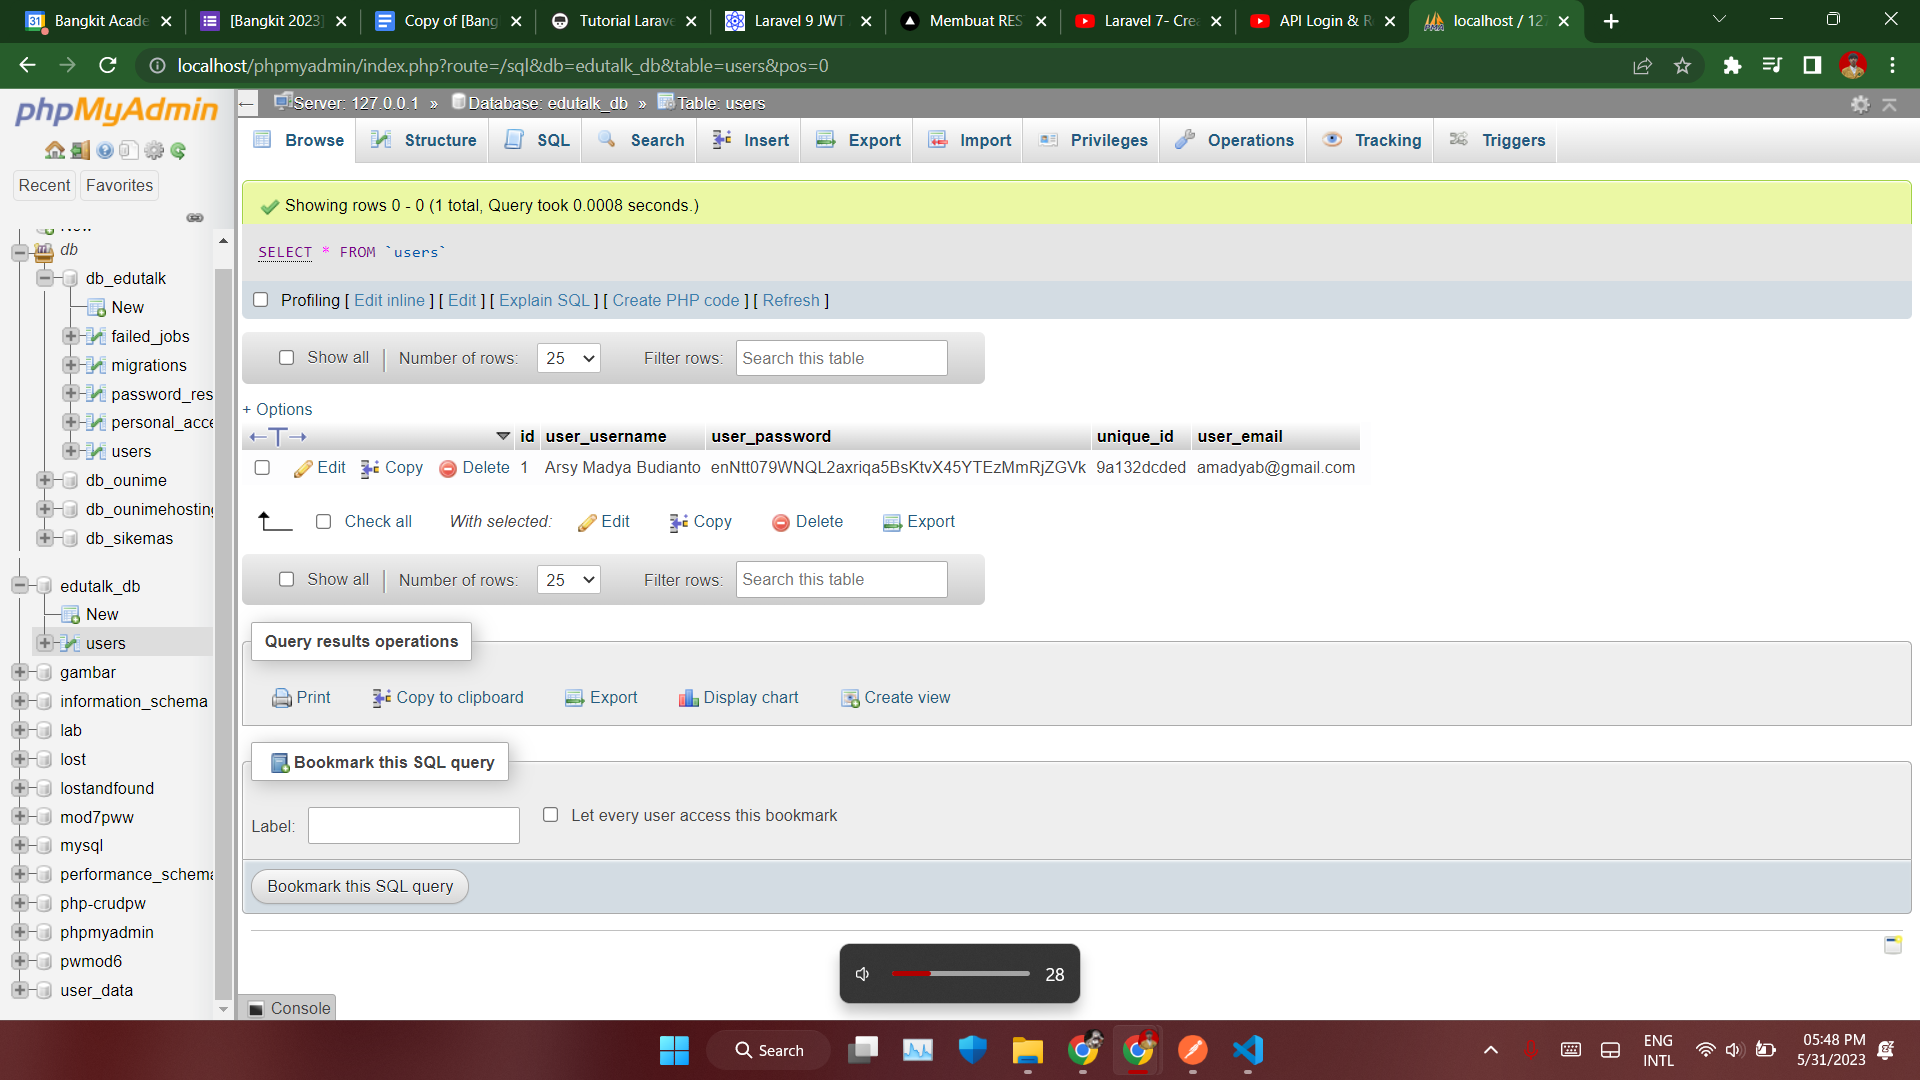 Bangkit Acade
[Bangkit 2023]
Copy of [Bang
Tutorial Larave
Laravel 9 JWT
Membuat RES
Laravel 7- Crea
API Login & R
localhost / 127
localhost/phpmyadmin/index.php?route=/sql&db=edutalk_db&table=users&pos=0
phpMyAdmin
Server: 127.0.0.1 » Database: edutalk_db » Table: users
Browse
Structure
SQL
Search
Insert
Export
Import
Privileges
Operations
Tracking
Triggers
Recent
Favorites
New
db
db_edutalk
New
failed_jobs
migrations
password_res
personal_acce
users
db_ounime
db_ounimehosting
db_sikemas
edutalk_db
New
users
gambar
information_schema
lab
lost
lostandfound
mod7pww
mysql
performance_schema
php-crudpw
phpmyadmin
pwmod6
user_data
Showing rows 0 - 0 (1 total, Query took 0.0008 seconds.)
SELECT * FROM `users`
Profiling [ Edit inline ] [ Edit ] [ Explain SQL ] [ Create PHP code ] [ Refresh ]
Show all | Number of rows: 25 Filter rows: Search this table
+ Options
←T→ id user_username user_password unique_id user_email
Edit Copy Delete 1 Arsy Madya Budianto enNtt079WNQL2axriqa5BsKtvX45YTEzMmRjZGVk 9a132dcded amadyab@gmail.com
Check all With selected: Edit Copy Delete Export
Show all | Number of rows: 25 Filter rows: Search this table
Query results operations
Print Copy to clipboard Export Display chart Create view
Bookmark this SQL query
Label:
Let every user access this bookmark
Bookmark this SQL query
Console
28
Search
ENG
INTL
05:48 PM
5/31/2023